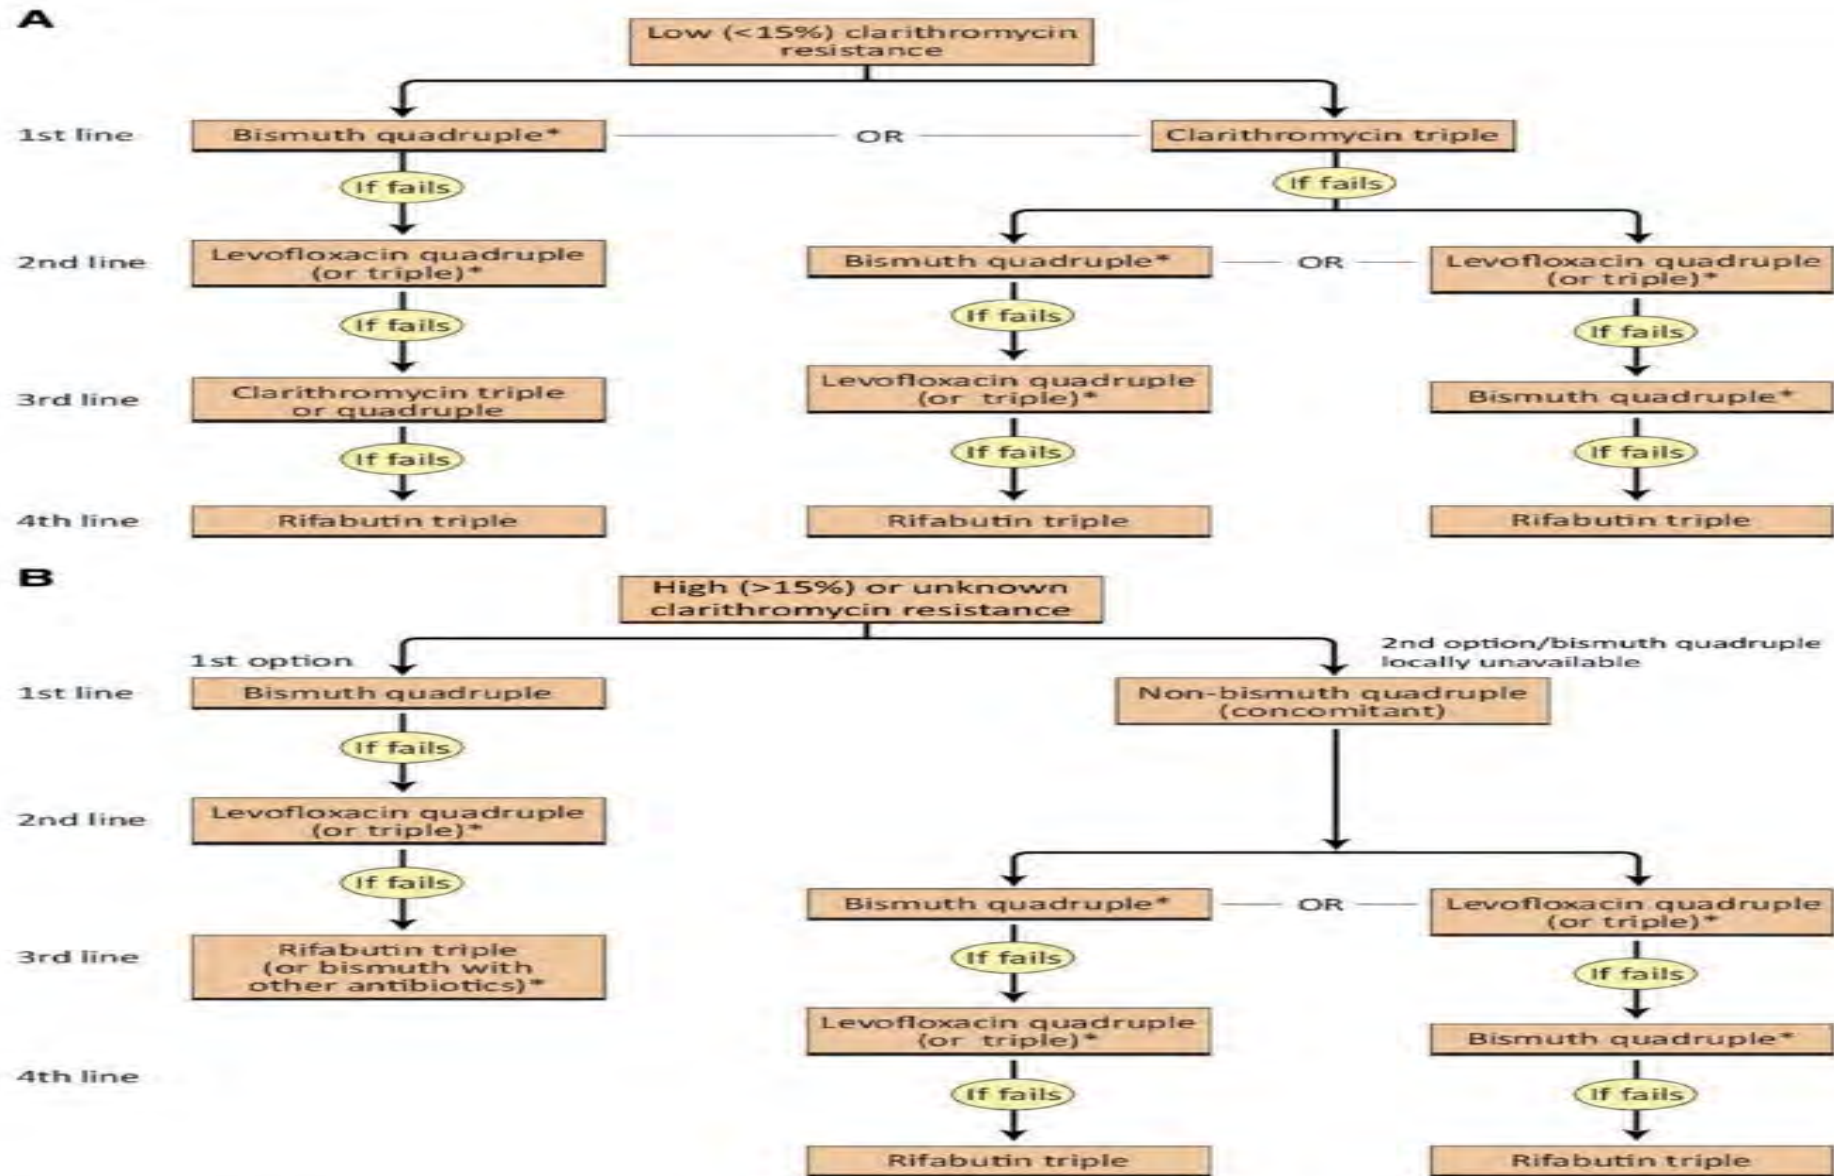 A
Low (<15%) clarithromycin
resistance
1st line
Bismuth quadruple*
OR
Clarithromycin triple
If fails
If fails
2nd line
Levofloxacin quadruple
(or triple)*
Bismuth quadruple*
OR
Levofloxacin quadruple
(or triple)*
If fails
If fails
If fails
3rd line
Clarithromycin triple
or quadruple
Levofloxacin quadruple
(or triple)*
Bismuth quadruple*
If fails
If fails
If fails
4th line
Rifabutin triple
Rifabutin triple
Rifabutin triple
B
High (>15%) or unknown
clarithromycin resistance
1st option
2nd option/bismuth quadruple
locally unavailable
1st line
Bismuth quadruple
Non-bismuth quadruple
(concomitant)
If fails
2nd line
Levofloxacin quadruple
(or triple)*
If fails
Bismuth quadruple*
OR
Levofloxacin quadruple
(or triple)*
3rd line
Rifabutin triple
(or bismuth with
other antibiotics)*
If fails
If fails
Levofloxacin quadruple
(or triple)*
Bismuth quadruple*
4th line
If fails
If fails
Rifabutin triple
Rifabutin triple